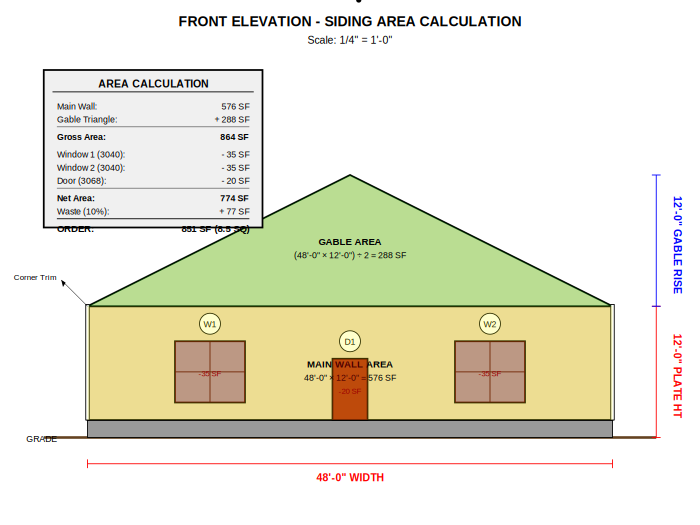 FRONT ELEVATION - SIDING AREA CALCULATION
Scale: 1/4" = 1'-0"
AREA CALCULATION
Main Wall: 576 SF
Gable Triangle: + 288 SF
Gross Area: 864 SF
Window 1 (3040): - 35 SF
Window 2 (3040): - 35 SF
Door (3068): - 20 SF
Net Area: 774 SF
Waste (10%): + 77 SF
ORDER: 851 SF (8.5 SQ)
GABLE AREA
(48'-0" × 12'-0") ÷ 2 = 288 SF
12'-0" GABLE RISE
Corner Trim
W1
W2
D1
MAIN WALL AREA
48'-0" × 12'-0" = 576 SF
-35 SF
-35 SF
-20 SF
12'-0" PLATE HT
GRADE
48'-0" WIDTH